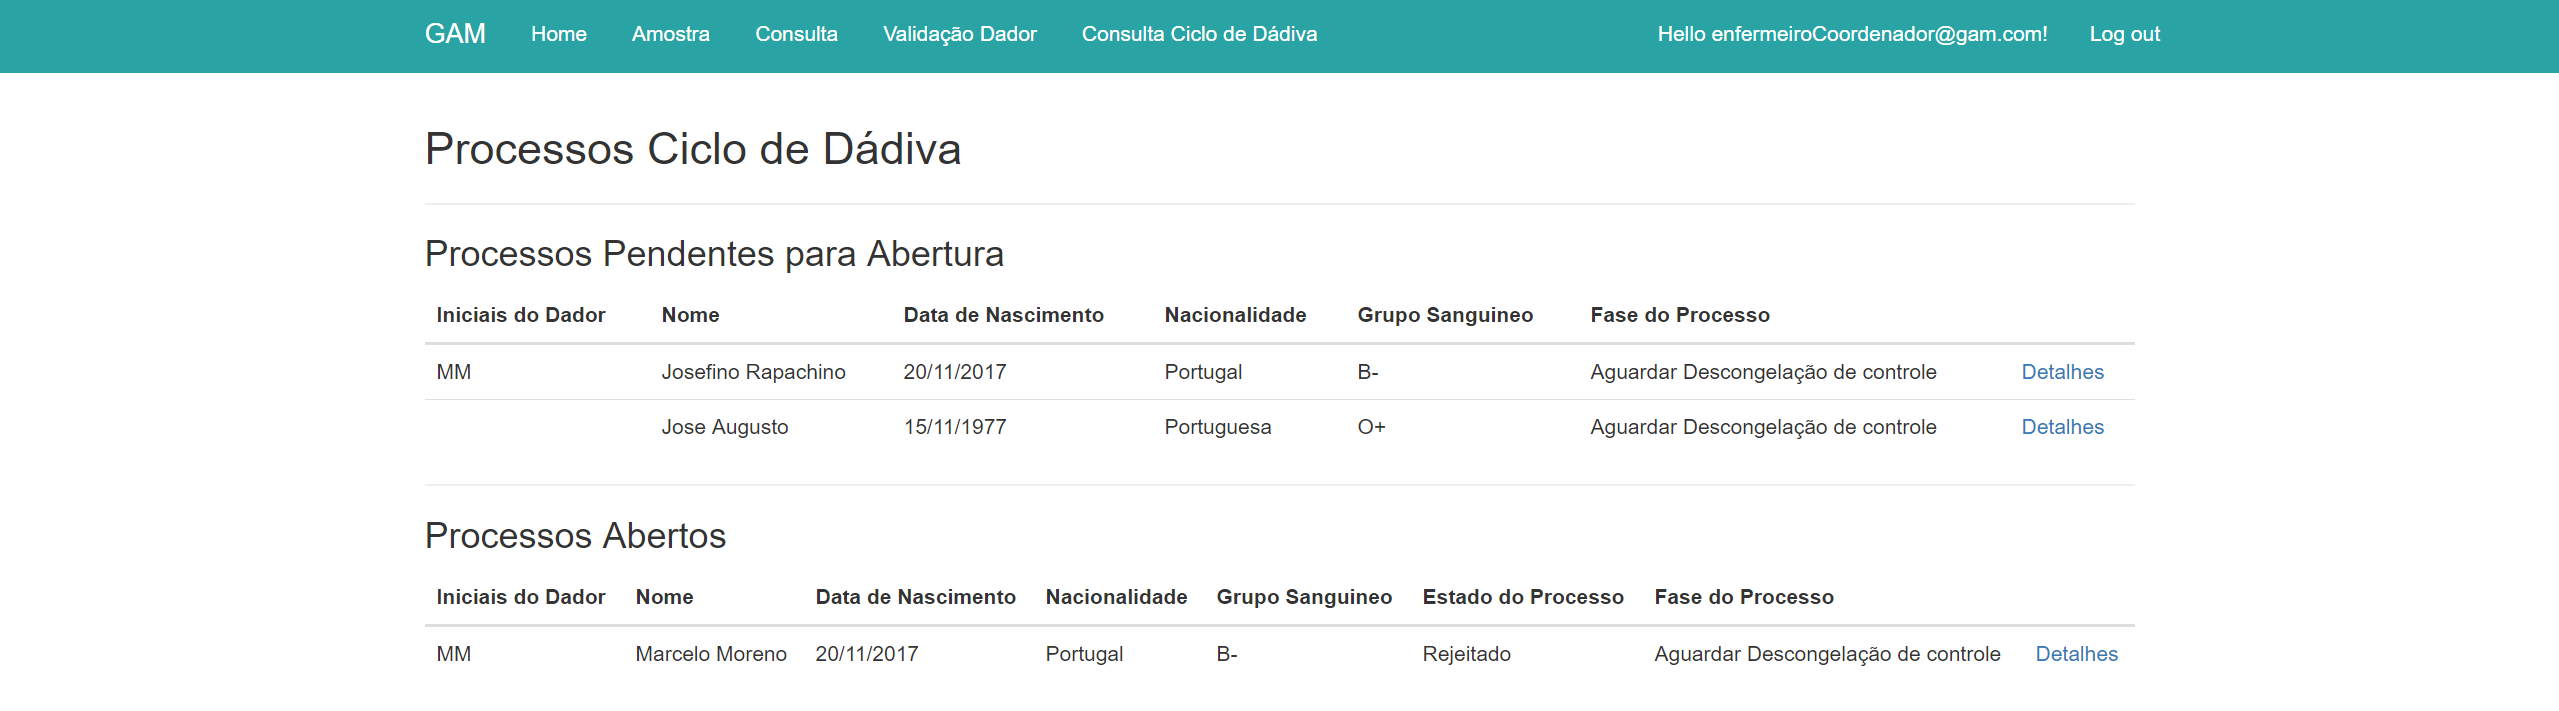 GAM Home Amostra Consulta Validação Dador Consulta Ciclo de Dádiva Hello enfermeiroCoordenador@gam.com! Log out
Processos Ciclo de Dádiva
Processos Pendentes para Abertura
Iniciais do Dador Nome Data de Nascimento Nacionalidade Grupo Sanguineo Fase do Processo
MM Josefino Rapachino 20/11/2017 Portugal B- Aguardar Descongelação de controle Detalhes
Jose Augusto 15/11/1977 Portuguesa O+ Aguardar Descongelação de controle Detalhes
Processos Abertos
Iniciais do Dador Nome Data de Nascimento Nacionalidade Grupo Sanguineo Estado do Processo Fase do Processo
MM Marcelo Moreno 20/11/2017 Portugal B- Rejeitado Aguardar Descongelação de controle Detalhes